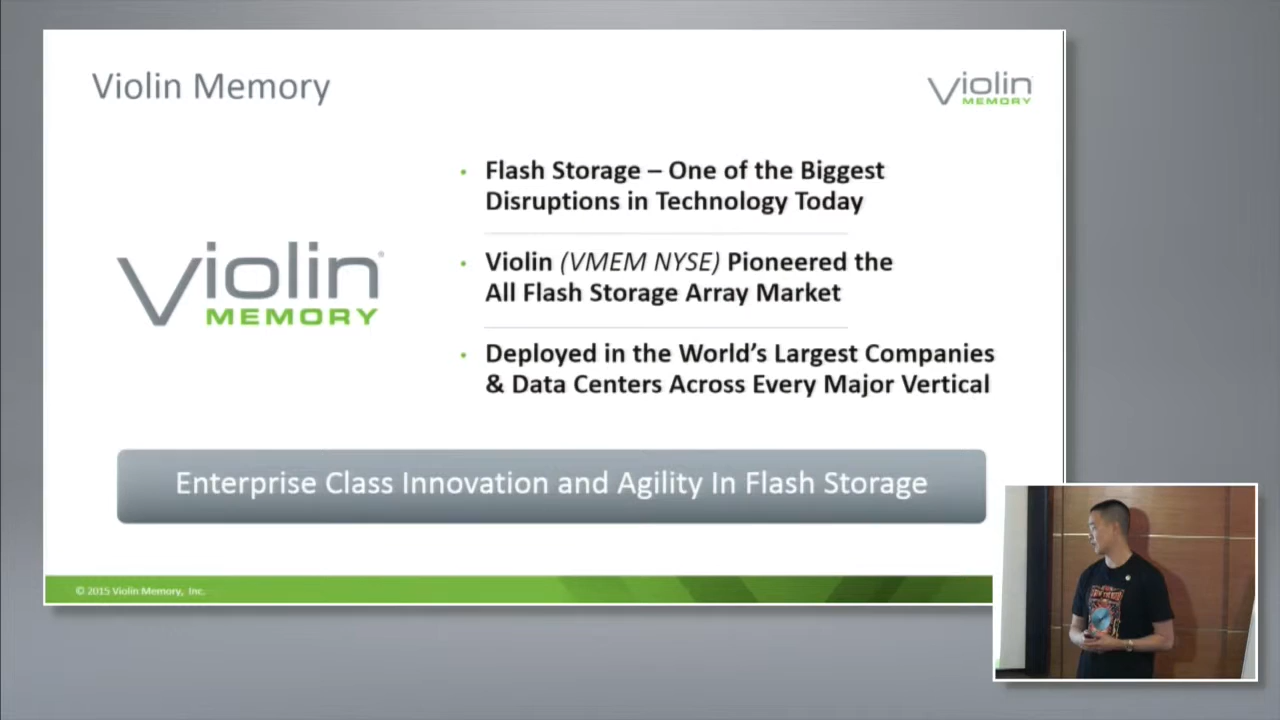 Violin Memory
Violin
MEMORY
• Flash Storage – One of the Biggest
Disruptions in Technology Today
• Violin (VMEM NYSE) Pioneered the
All Flash Storage Array Market
• Deployed in the World’s Largest Companies
& Data Centers Across Every Major Vertical
Violin®
MEMORY
Enterprise Class Innovation and Agility In Flash Storage
© 2015 Violin Memory, Inc.